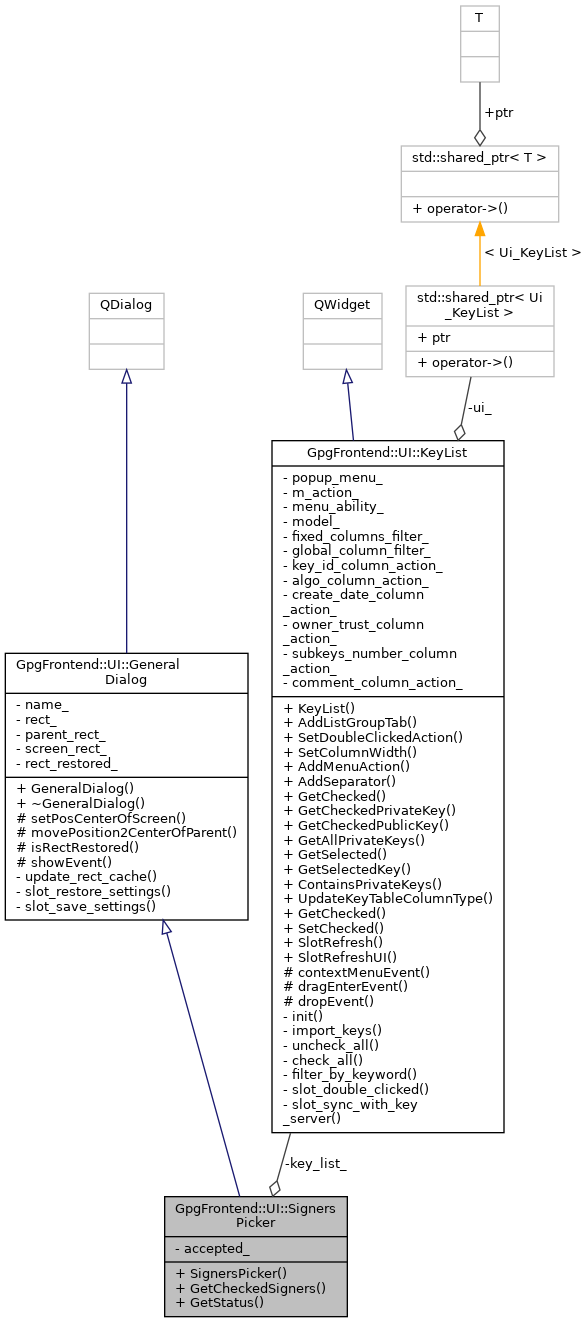 T
+ptr
std::shared_ptr< T >
+ operator->()
< Ui_KeyList >
std::shared_ptr< Ui
_KeyList >
+ ptr
+ operator->()
-ui_
QDialog
QWidget
GpgFrontend::UI::KeyList
- popup_menu_
- m_action_
- menu_ability_
- model_
- fixed_columns_filter_
- global_column_filter_
- key_id_column_action_
- algo_column_action_
- create_date_column
_action_
- owner_trust_column
_action_
- subkeys_number_column
_action_
- comment_column_action_
+ KeyList()
+ AddListGroupTab()
+ SetDoubleClickedAction()
+ SetColumnWidth()
+ AddMenuAction()
+ AddSeparator()
+ GetChecked()
+ GetCheckedPrivateKey()
+ GetCheckedPublicKey()
+ GetAllPrivateKeys()
+ GetSelected()
+ GetSelectedKey()
+ ContainsPrivateKeys()
+ UpdateKeyTableColumnType()
+ GetChecked()
+ SetChecked()
+ SlotRefresh()
+ SlotRefreshUI()
# contextMenuEvent()
# dragEnterEvent()
# dropEvent()
- init()
- import_keys()
- uncheck_all()
- check_all()
- filter_by_keyword()
- slot_double_clicked()
- slot_sync_with_key
_server()
GpgFrontend::UI::General
Dialog
- name_
- rect_
- parent_rect_
- screen_rect_
- rect_restored_
+ GeneralDialog()
+ ~GeneralDialog()
# setPosCenterOfScreen()
# movePosition2CenterOfParent()
# isRectRestored()
# showEvent()
- update_rect_cache()
- slot_restore_settings()
- slot_save_settings()
-key_list_
GpgFrontend::UI::Signers
Picker
- accepted_
+ SignersPicker()
+ GetCheckedSigners()
+ GetStatus()